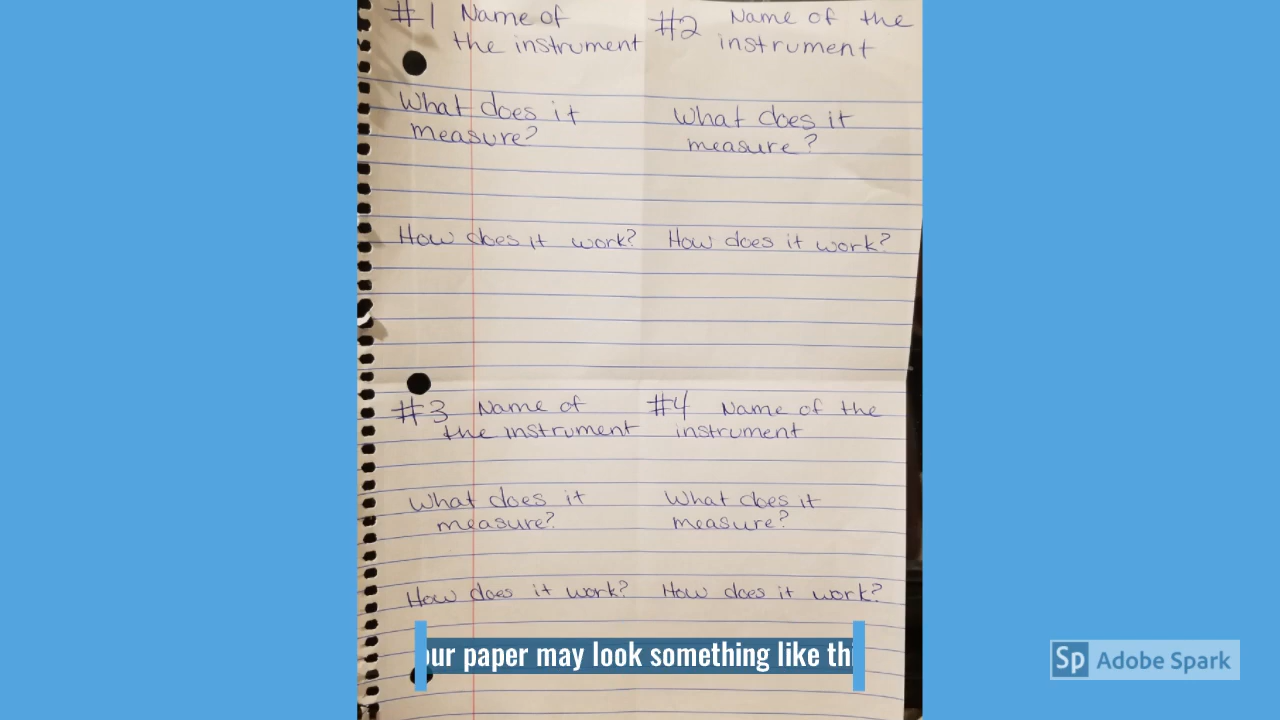 #1 Name of
the instrument
What does it
measure?
How does it work?
#2 Name of the
instrument
What does it
measure?
How does it work?
#3 Name of
the instrument
What does it
measure?
How does it work?
#4 Name of the
instrument
What does it
measure?
How does it work?
our paper may look something like thi
Sp Adobe Spark